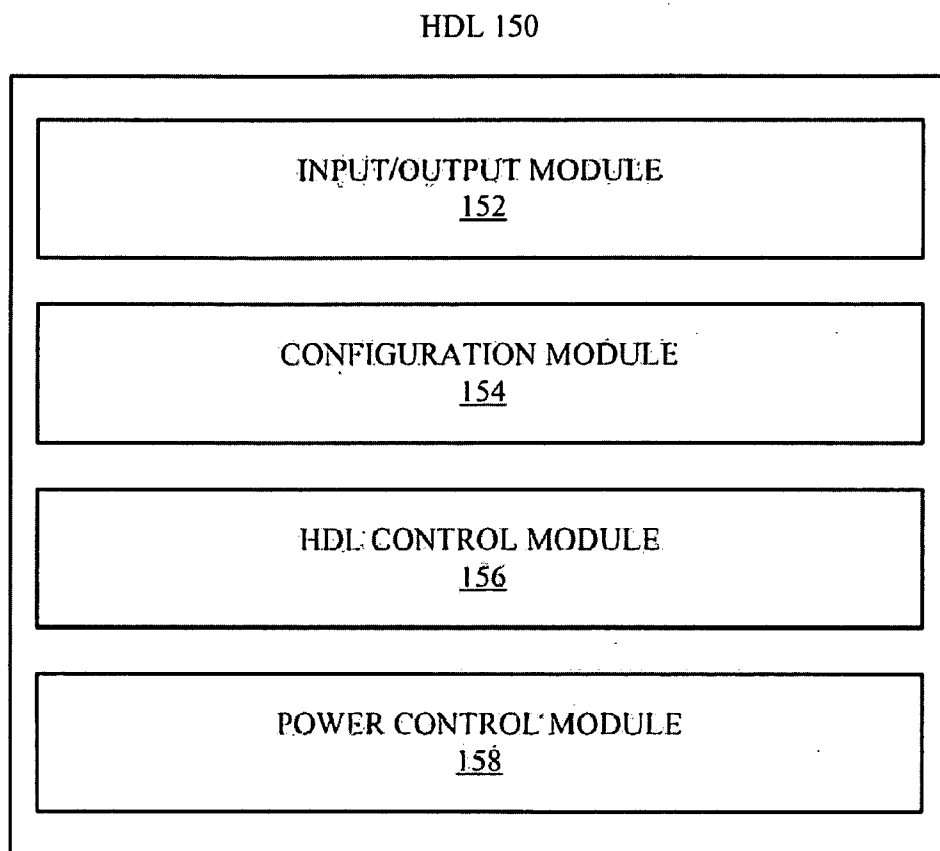 HDL 150
INPUT/OUTPUT MODULE
152
CONFIGURATION MODULE
154
HDL CONTROL MODULE
156
POWER CONTROL MODULE
158